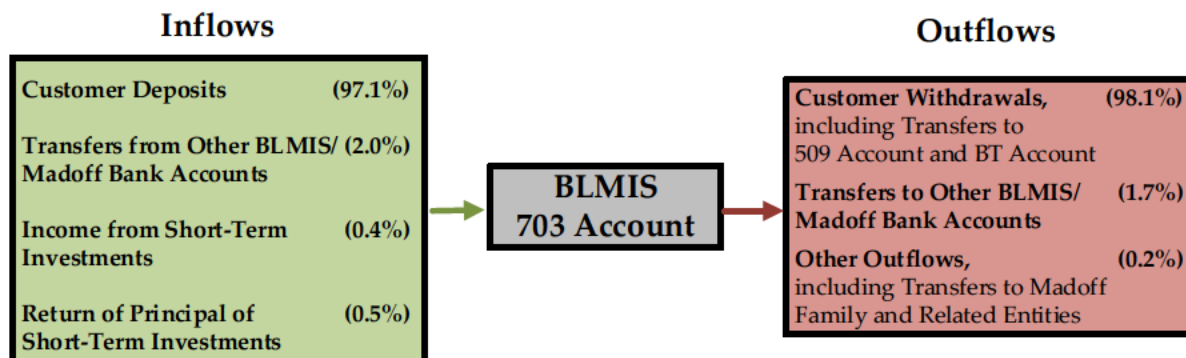 Inflows
Customer Deposits (97.1%)
Transfers from Other BLMIS/ (2.0%)
Madoff Bank Accounts
Income from Short-Term (0.4%)
Investments
Return of Principal of (0.5%)
Short-Term Investments
BLMIS
703 Account
Outflows
Customer Withdrawals, (98.1%)
including Transfers to
509 Account and BT Account
Transfers to Other BLMIS/ (1.7%)
Madoff Bank Accounts
Other Outflows, (0.2%)
including Transfers to Madoff
Family and Related Entities